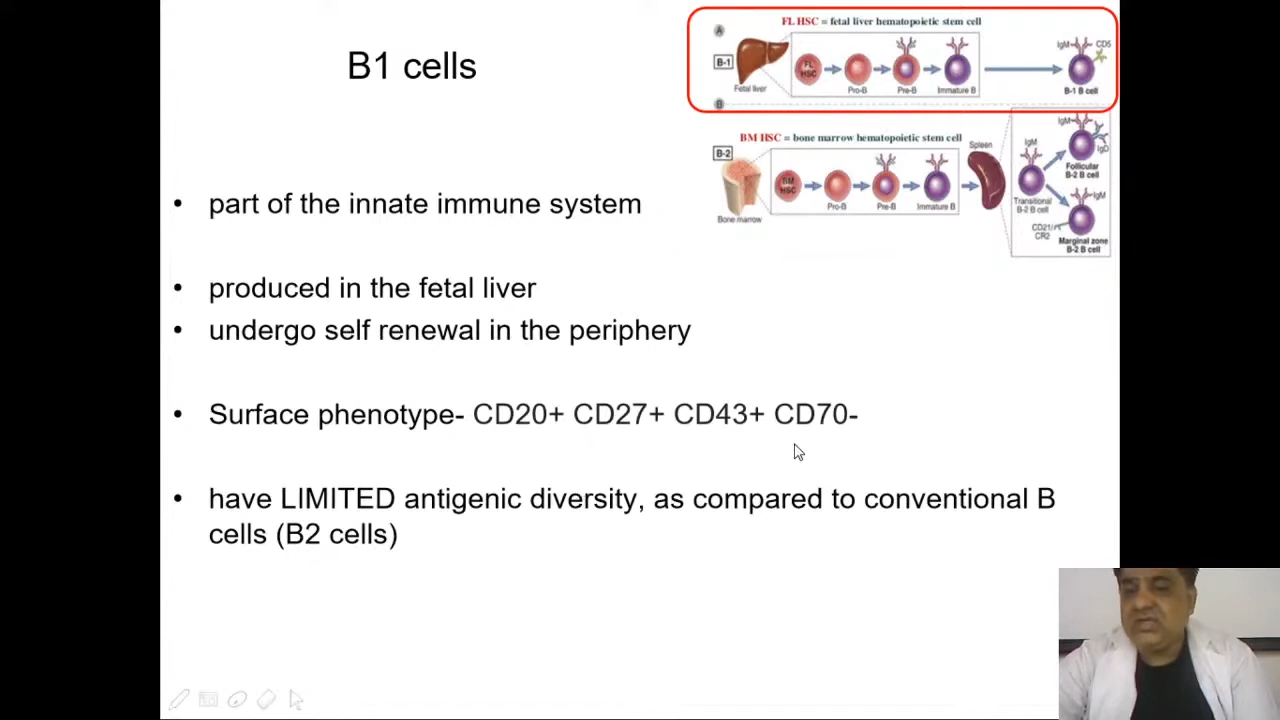 B1 cells
FL HSC = fetal liver hematopoietic stem cell
A
B-1
Fetal liver
FL
HSC
Pro-B
Pre-B
Immature B
IgM
CD5
B-1 B cell
B
BM HSC = bone marrow hematopoietic stem cell
B-2
Bone marrow
BM
HSC
Pro-B
Pre-B
Immature B
Spleen
IgM
Transitional
B-2 B cell
IgM
IgD
Follicular
B-2 B cell
IgM
CD21/
CR2
Marginal zone
B-2 B cell
• part of the innate immune system
• produced in the fetal liver
• undergo self renewal in the periphery
• Surface phenotype- CD20+ CD27+ CD43+ CD70-
• have LIMITED antigenic diversity, as compared to conventional B
cells (B2 cells)